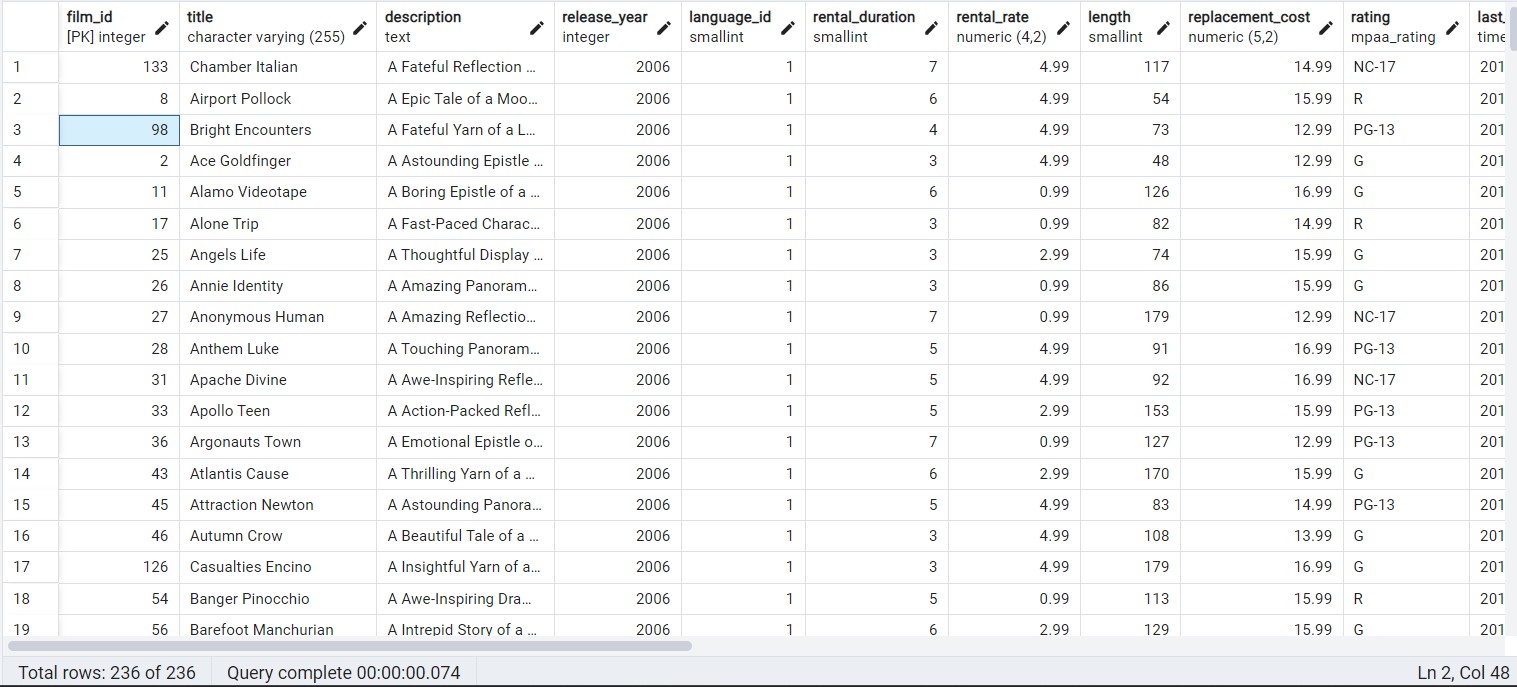 film_id title description release_year language_id rental_duration rental_rate length replacement_cost rating last_
[PK] integer character varying (255) text integer smallint smallint numeric (4,2) smallint numeric (5,2) mpaa_rating time
1 133 Chamber Italian A Fateful Reflection ... 2006 1 7 4.99 117 14.99 NC-17 201
2 8 Airport Pollock A Epic Tale of a Moo... 2006 1 6 4.99 54 15.99 R 201
3 98 Bright Encounters A Fateful Yarn of a L... 2006 1 4 4.99 73 12.99 PG-13 201
4 2 Ace Goldfinger A Astounding Epistle ... 2006 1 3 4.99 48 12.99 G 201
5 11 Alamo Videotape A Boring Epistle of a ... 2006 1 6 0.99 126 16.99 G 201
6 17 Alone Trip A Fast-Paced Charac... 2006 1 3 0.99 82 14.99 R 201
7 25 Angels Life A Thoughtful Display ... 2006 1 3 2.99 74 15.99 G 201
8 26 Annie Identity A Amazing Panoram... 2006 1 3 0.99 86 15.99 G 201
9 27 Anonymous Human A Amazing Reflectio... 2006 1 7 0.99 179 12.99 NC-17 201
10 28 Anthem Luke A Touching Panoram... 2006 1 5 4.99 91 16.99 PG-13 201
11 31 Apache Divine A Awe-Inspiring Refle... 2006 1 5 4.99 92 16.99 NC-17 201
12 33 Apollo Teen A Action-Packed Refl... 2006 1 5 2.99 153 15.99 PG-13 201
13 36 Argonauts Town A Emotional Epistle o... 2006 1 7 0.99 127 12.99 PG-13 201
14 43 Atlantis Cause A Thrilling Yarn of a ... 2006 1 6 2.99 170 15.99 G 201
15 45 Attraction Newton A Astounding Panora... 2006 1 5 4.99 83 14.99 PG-13 201
16 46 Autumn Crow A Beautiful Tale of a ... 2006 1 3 4.99 108 13.99 G 201
17 126 Casualties Encino A Insightful Yarn of a... 2006 1 3 4.99 179 16.99 G 201
18 54 Banger Pinocchio A Awe-Inspiring Dra... 2006 1 5 0.99 113 15.99 R 201
19 56 Barefoot Manchurian A Intrepid Story of a ... 2006 1 6 2.99 129 15.99 G 201
Total rows: 236 of 236 Query complete 00:00:00.074 Ln 2, Col 48